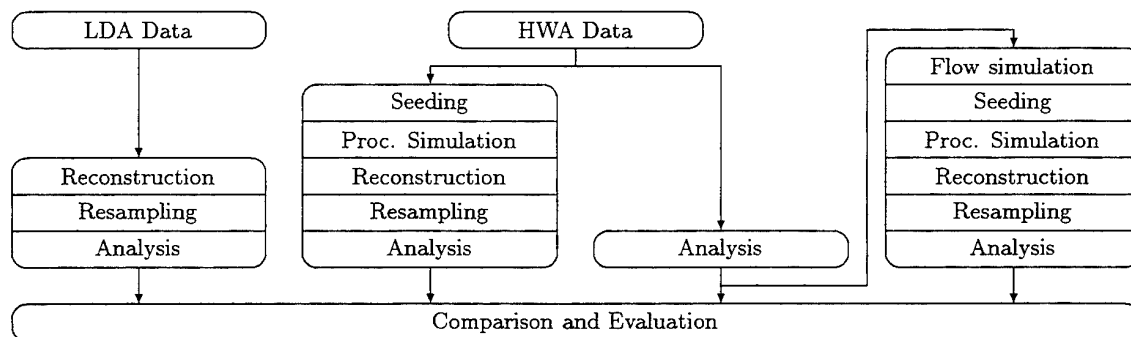 LDA Data
HWA Data
Flow simulation
Seeding
Proc. Simulation
Reconstruction
Resampling
Analysis
Seeding
Proc. Simulation
Reconstruction
Resampling
Analysis
Reconstruction
Resampling
Analysis
Analysis
Comparison and Evaluation